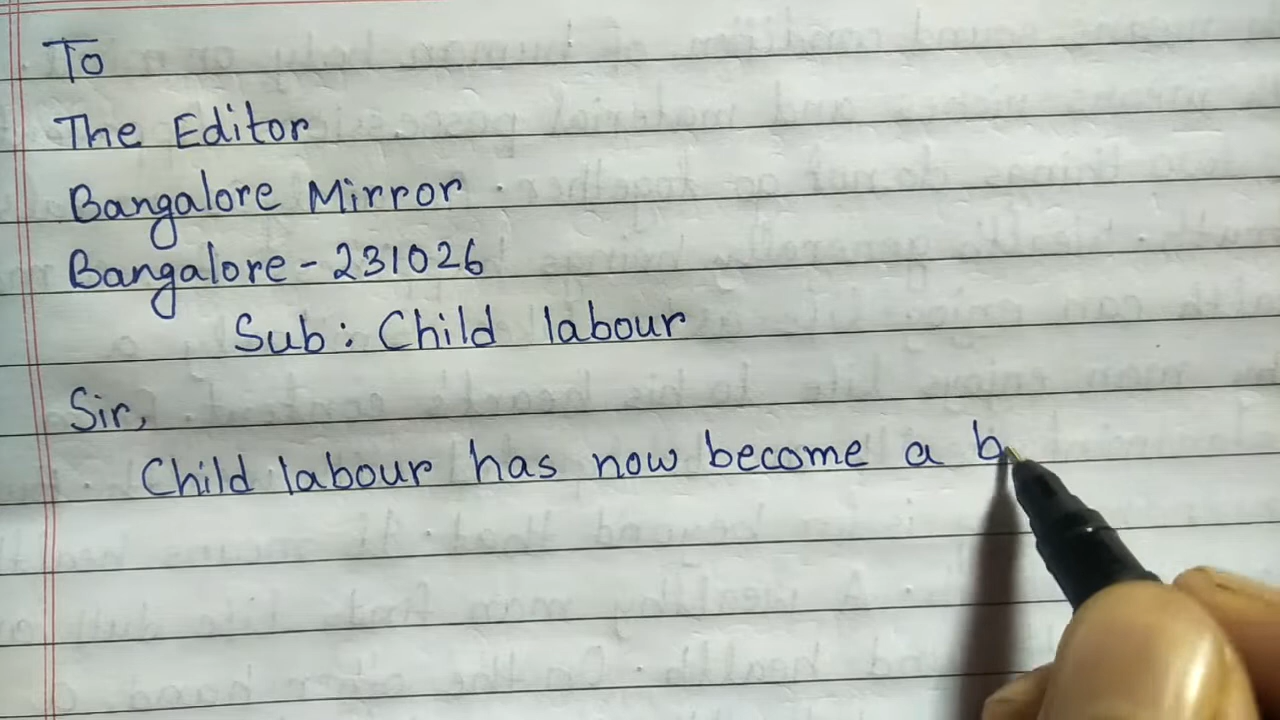 To
The Editor
Bangalore Mirror
Bangalore - 231026
Sub : Child labour
Sir,
Child labour has now become a b